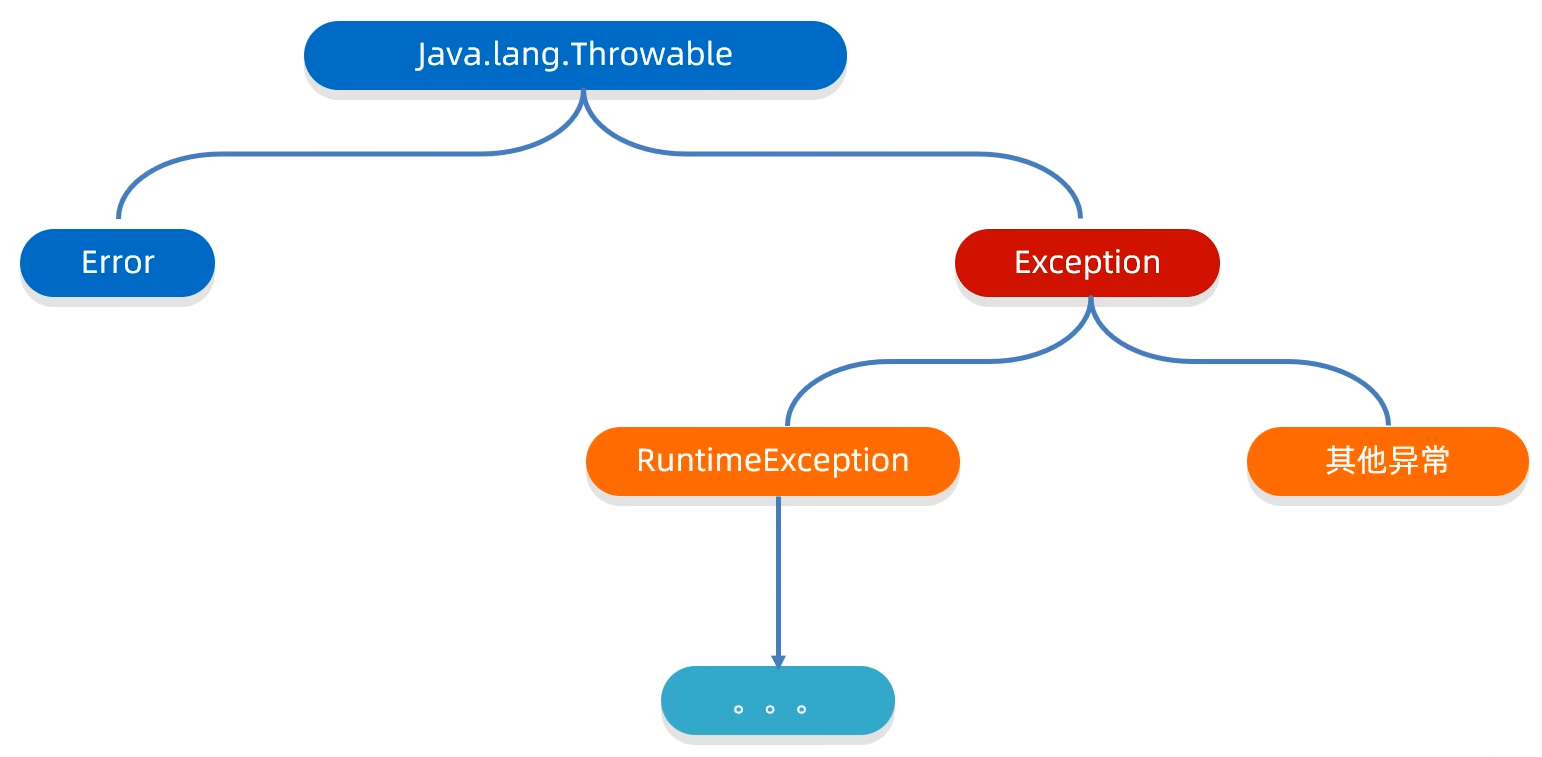 Java.lang.Throwable
Error
Exception
RuntimeException
其他异常
。。。